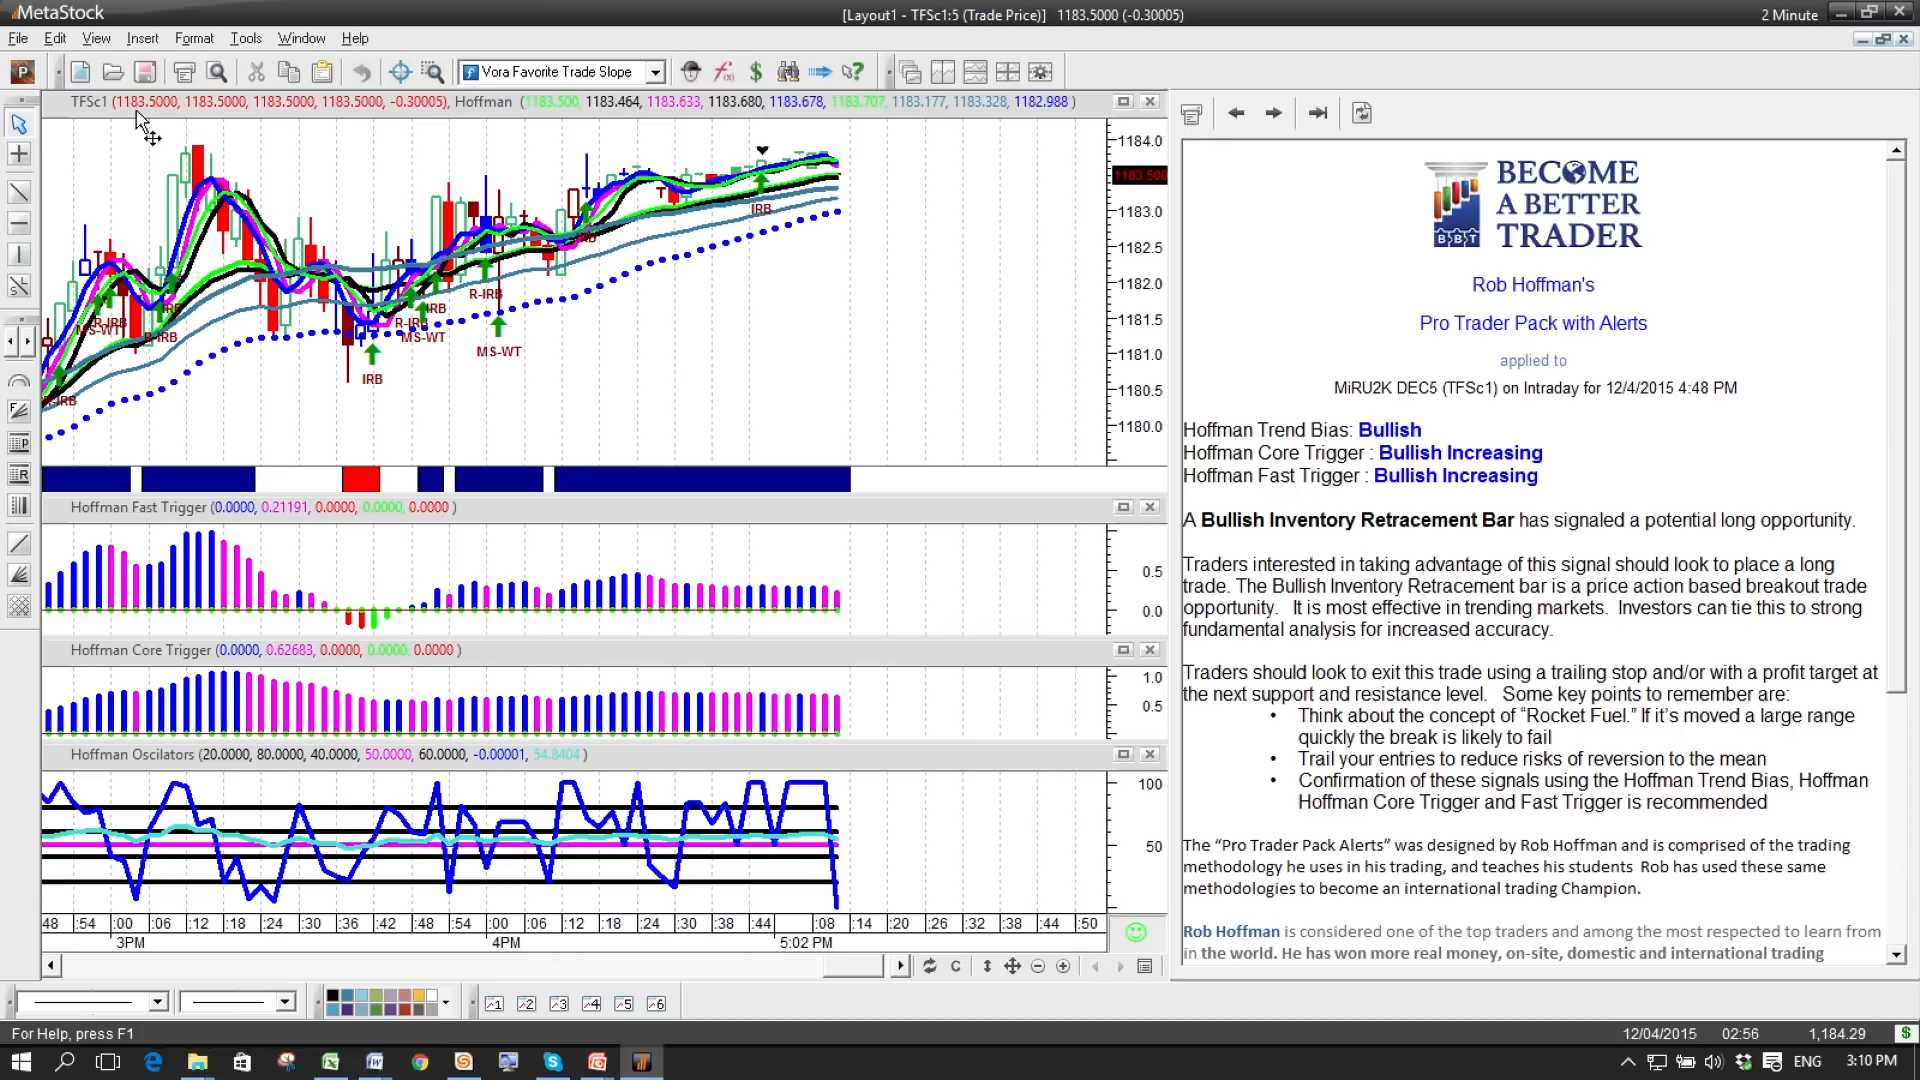 MetaStock
[Layout1 - TFSc1:5 (Trade Price)] 1183.5000 (-0.30005)
2 Minute
File Edit View Insert Format Tools Window Help
Vora Favorite Trade Slope
TFSc1 (1183.5000, 1183.5000, 1183.5000, 1183.5000, -0.30005), Hoffman (1183.500, 1183.464, 1183.633, 1183.680, 1183.678, 1183.707, 1183.177, 1183.328, 1182.988 )
1184.0
1183.500
1183.0
1182.5
1182.0
1181.5
1181.0
1180.5
1180.0
IRB
R-IRB
IRB
MS-WT
MS-WT
IRB
Hoffman Fast Trigger (0.0000, 0.21191, 0.0000, 0.0000, 0.0000 )
0.5
0.0
Hoffman Core Trigger (0.0000, 0.62683, 0.0000, 0.0000, 0.0000 )
1.0
0.5
Hoffman Oscilators (20.0000, 80.0000, 40.0000, 50.0000, 60.0000, -0.00001, 54.8404 )
100
50
48 :54 :00 :06 :12 :18 :24 :30 :36 :42 :48 :54 :00 :06 :12 :18 :24 :30 :38 :44 :08 :14 :20 :26 :32 :38 :44 :50
3PM 4PM 5:02 PM
BECOME
A BETTER
TRADER
BBT
Rob Hoffman's
Pro Trader Pack with Alerts
applied to
MiRU2K DEC5 (TFSc1) on Intraday for 12/4/2015 4:48 PM
Hoffman Trend Bias: Bullish
Hoffman Core Trigger : Bullish Increasing
Hoffman Fast Trigger : Bullish Increasing
A Bullish Inventory Retracement Bar has signaled a potential long opportunity.
Traders interested in taking advantage of this signal should look to place a long
trade. The Bullish Inventory Retracement bar is a price action based breakout trade
opportunity. It is most effective in trending markets. Investors can tie this to strong
fundamental analysis for increased accuracy.
Traders should look to exit this trade using a trailing stop and/or with a profit target at
the next support and resistance level. Some key points to remember are:
• Think about the concept of “Rocket Fuel.” If it’s moved a large range
quickly the break is likely to fail
• Trail your entries to reduce risks of reversion to the mean
• Confirmation of these signals using the Hoffman Trend Bias, Hoffman
Hoffman Core Trigger and Fast Trigger is recommended
The “Pro Trader Pack Alerts” was designed by Rob Hoffman and is comprised of the trading
methodology he uses in his trading, and teaches his students Rob has used these same
methodologies to become an international trading Champion.
Rob Hoffman is considered one of the top traders and among the most respected to learn from
in the world. He has won more real money, on-site, domestic and international trading
1 2 3 4 5 6
For Help, press F1
12/04/2015 02:56 1,184.29
ENG 3:10 PM